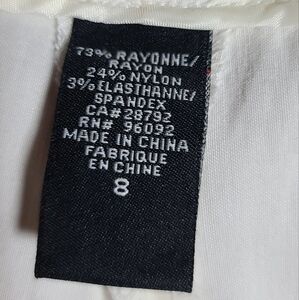 73% RAYONNE/
RAYON
24% NYLON
3% ELASTHANNE/
SPANDEX
CA# 28792
RN# 96092
MADE IN CHINA
FABRIQUE
EN CHINE
8